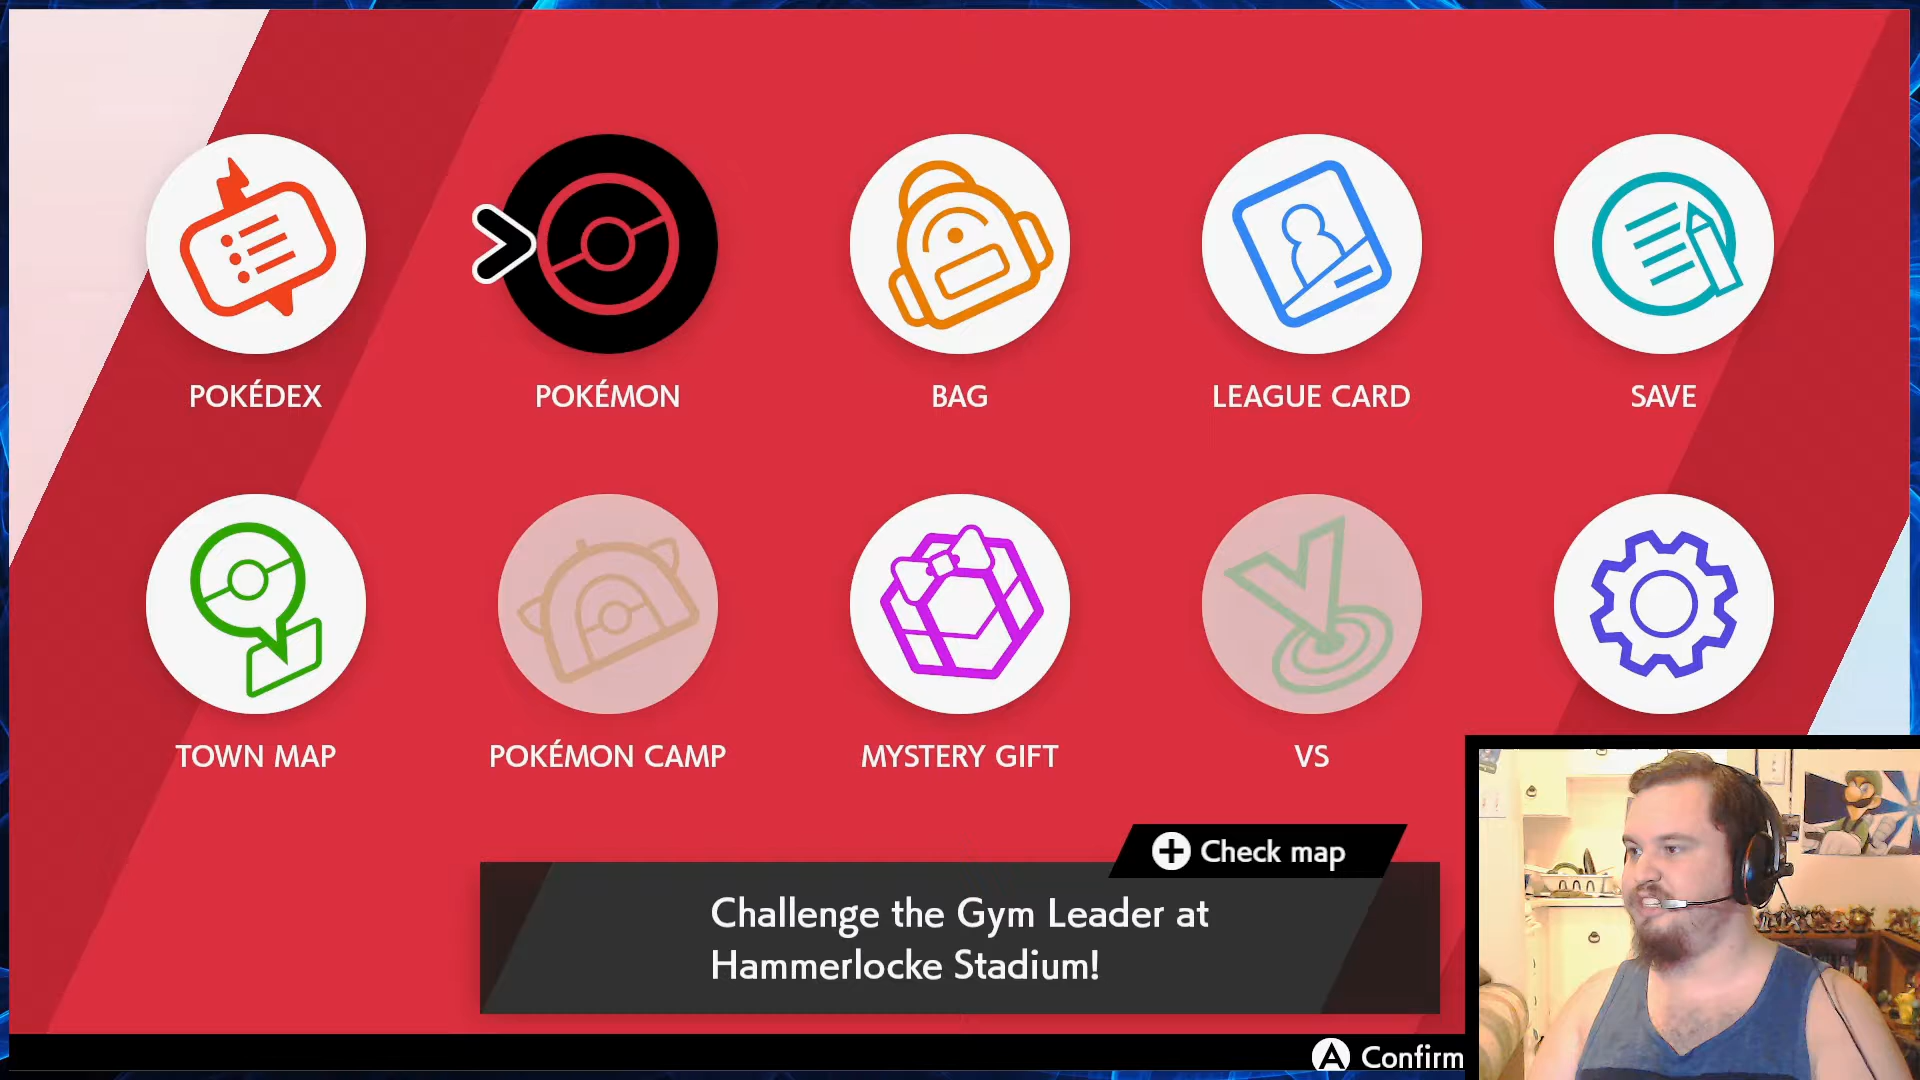 POKÉDEX
POKÉMON
BAG
LEAGUE CARD
SAVE
TOWN MAP
POKÉMON CAMP
MYSTERY GIFT
VS
Check map
Challenge the Gym Leader at
Hammerlocke Stadium!
A Confirm